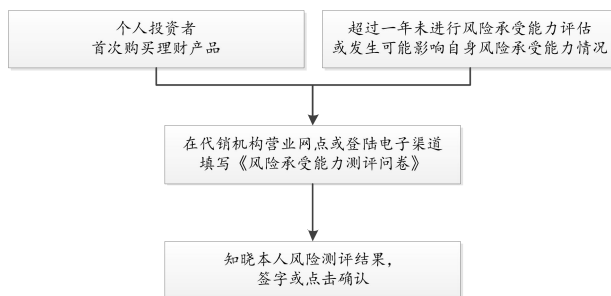 个人投资者
首次购买理财产品
超过一年未进行风险承受能力评估
或发生可能影响自身风险承受能力情况
在代销机构营业网点或登陆电子渠道
填写《风险承受能力测评问卷》
知晓本人风险测评结果，
签字或点击确认